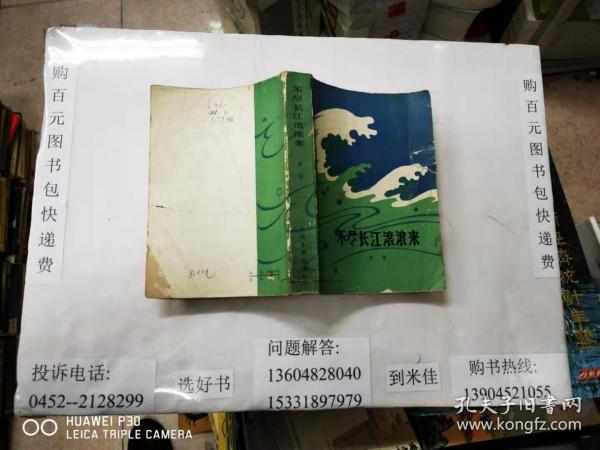 购百元图书包快递费
购百元图书包快递费
不尽长江滚滚来
不尽长江滚滚来
投诉电话:
0452--2128299
选好书
问题解答:
13604828040
15331897979
到米佳
购书热线:
13904521055
HUAWEI P30
LEICA TRIPLE CAMERA
孔夫子旧书网
www.kongfz.com